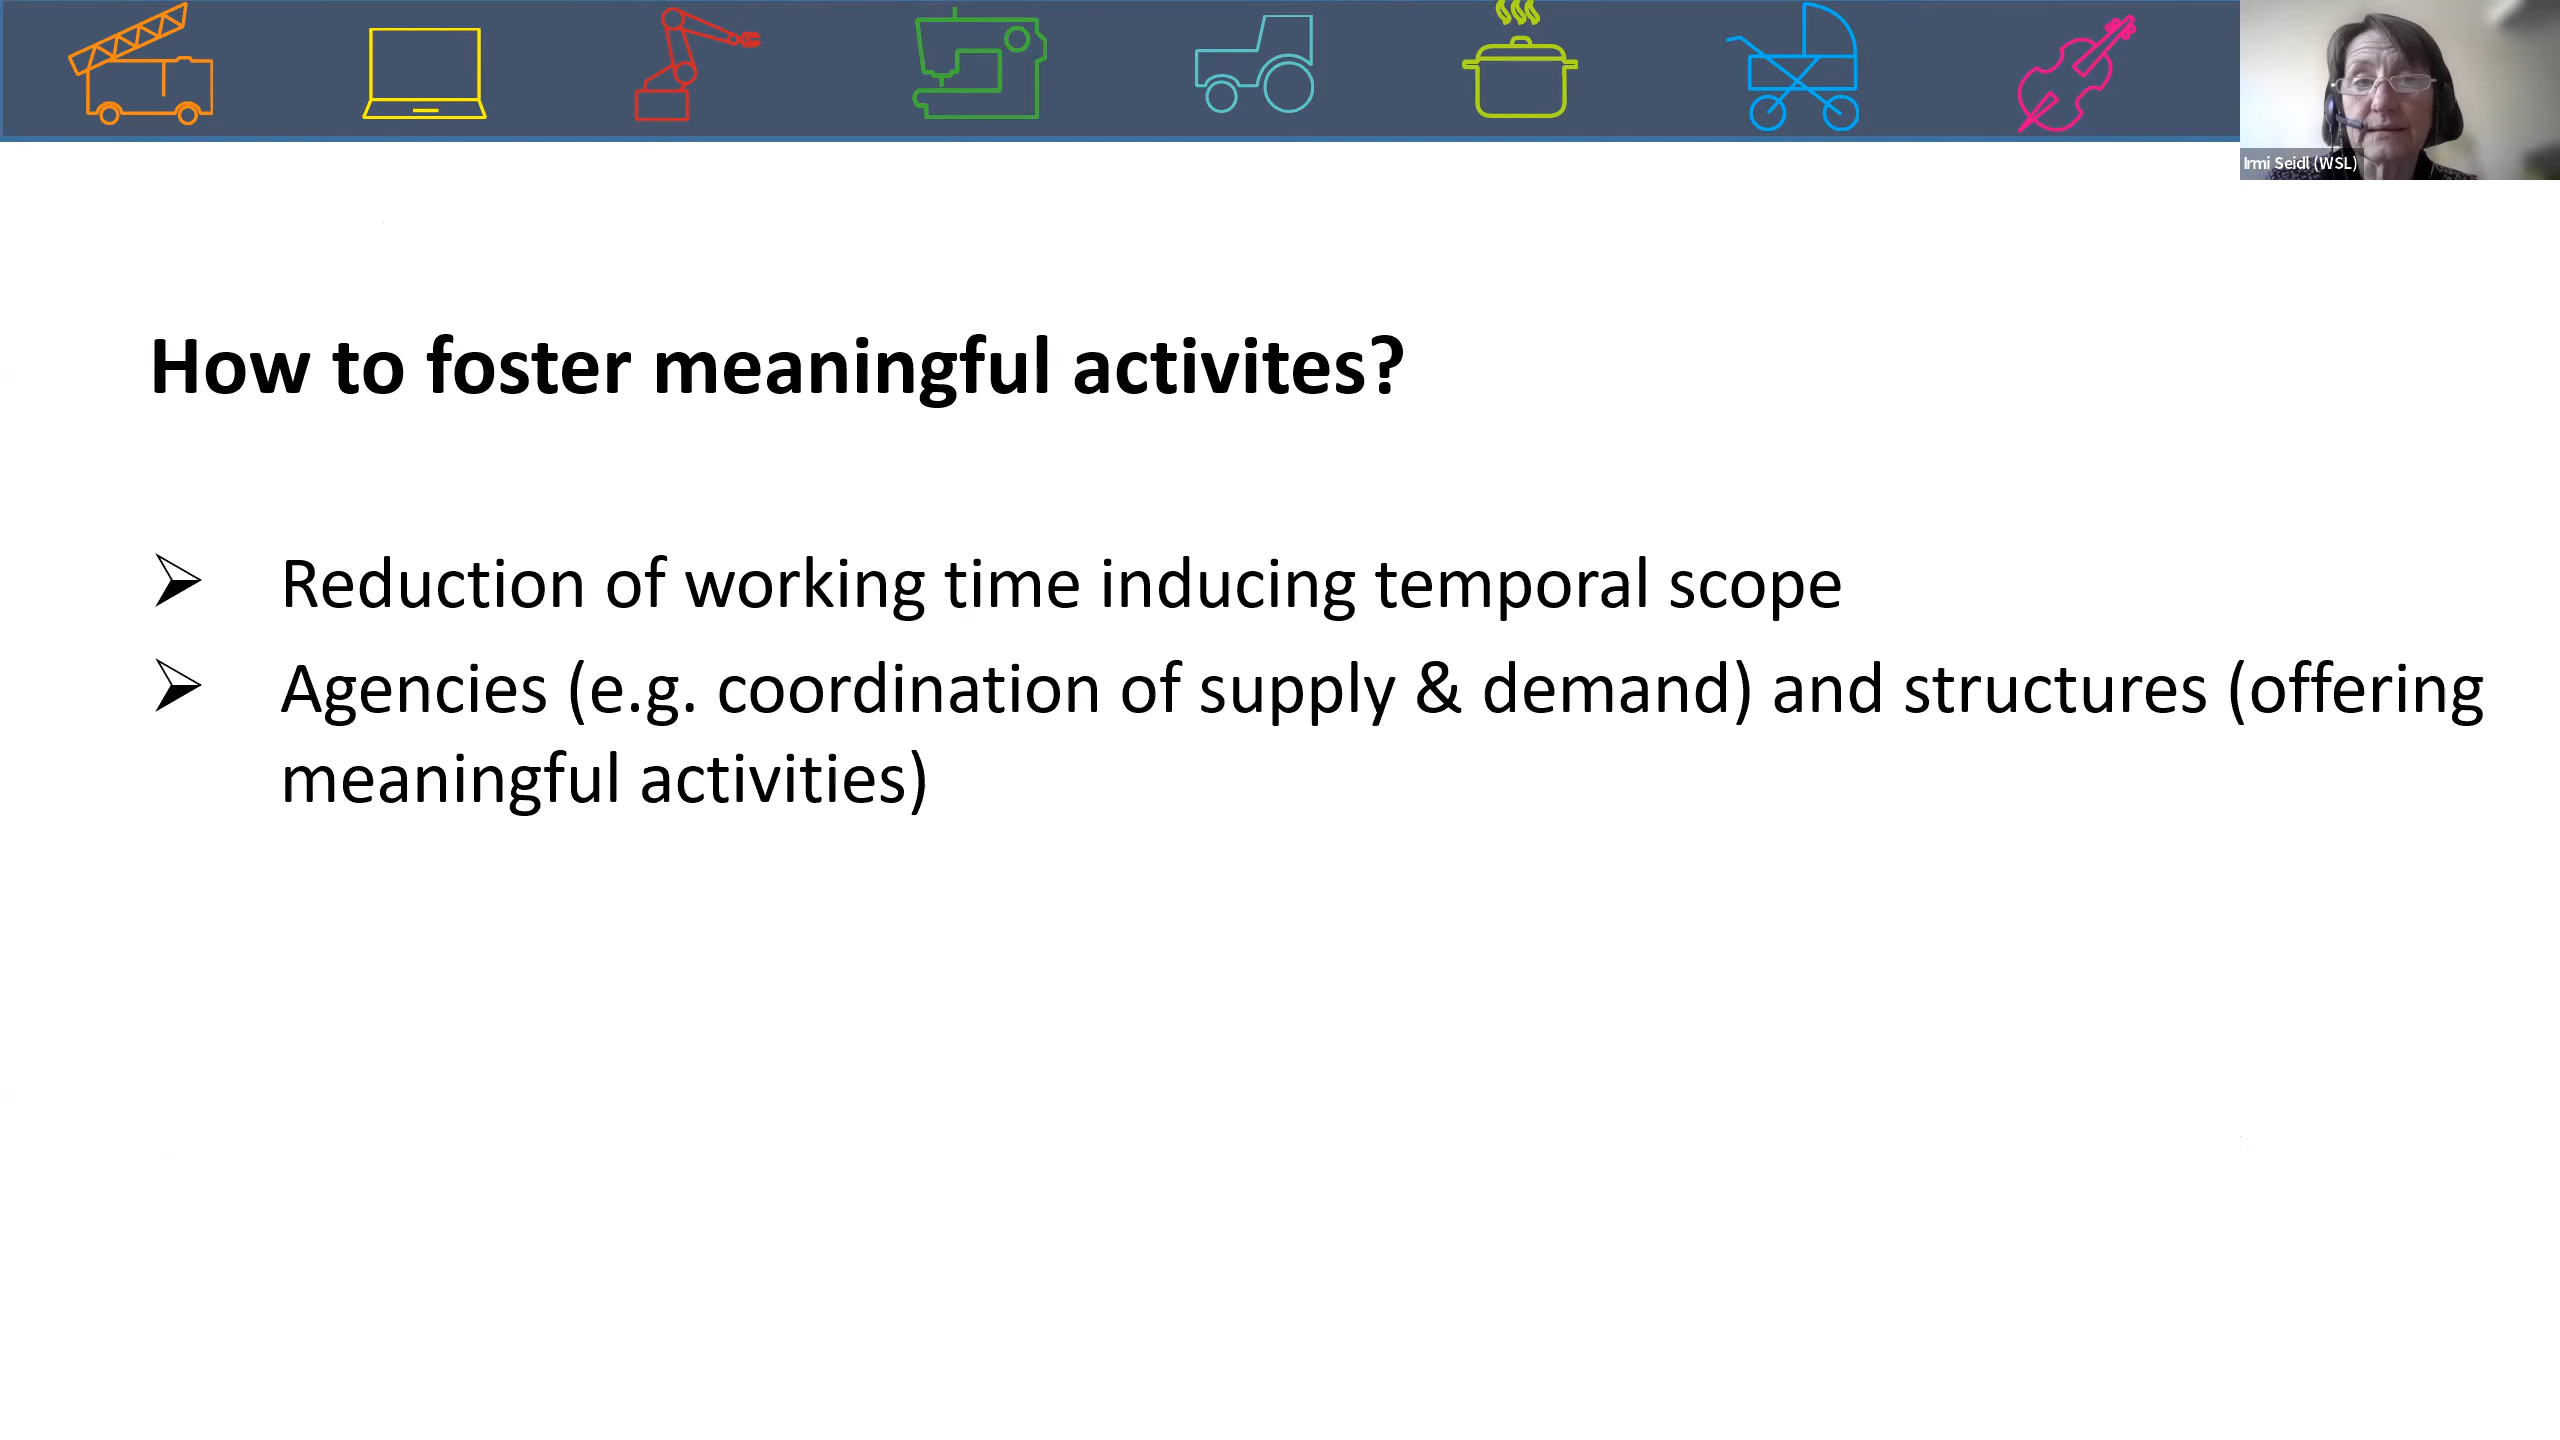 Irmi Seidl (WSL)
How to foster meaningful activites?
Reduction of working time inducing temporal scope
Agencies (e.g. coordination of supply & demand) and structures (offering
meaningful activities)